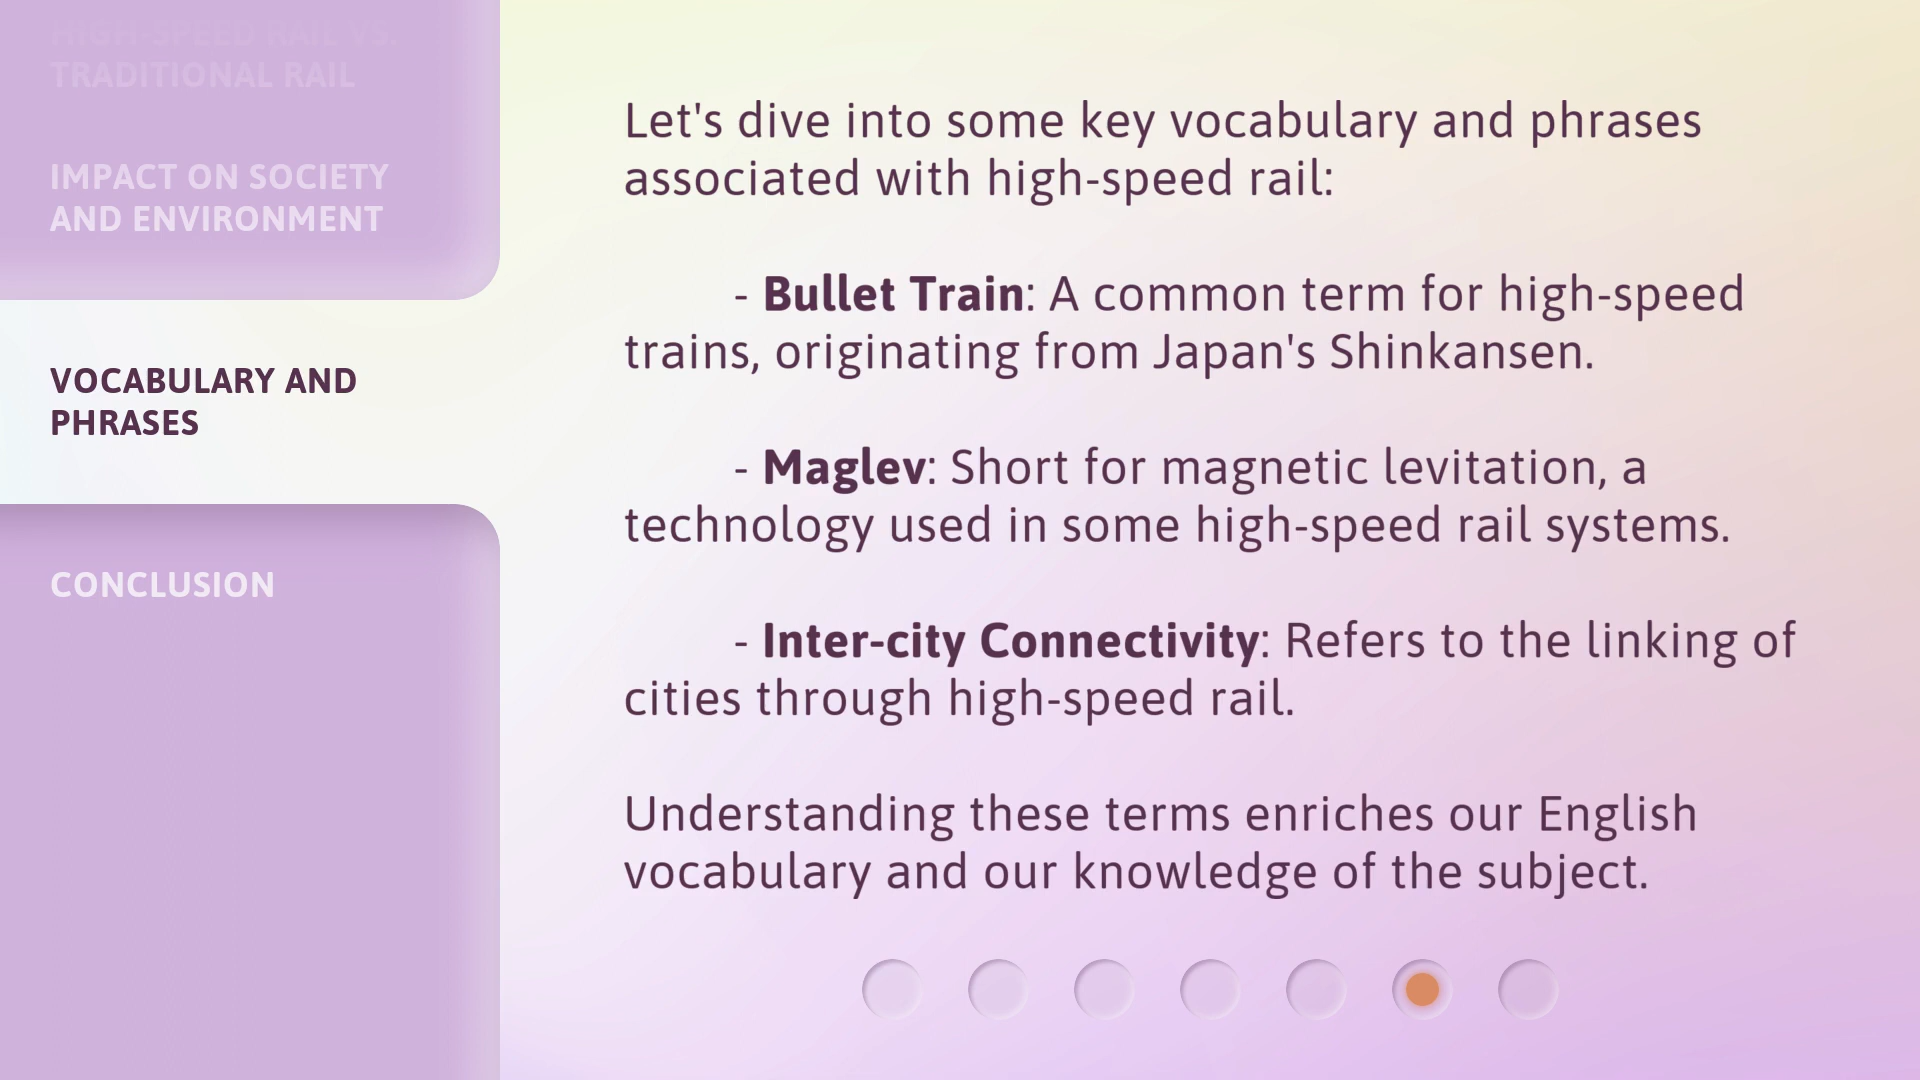 HIGH-SPEED RAIL VS.
TRADITIONAL RAIL
IMPACT ON SOCIETY
AND ENVIRONMENT
VOCABULARY AND
PHRASES
CONCLUSION
Let's dive into some key vocabulary and phrases
associated with high-speed rail:
- Bullet Train: A common term for high-speed
trains, originating from Japan's Shinkansen.
- Maglev: Short for magnetic levitation, a
technology used in some high-speed rail systems.
- Inter-city Connectivity: Refers to the linking of
cities through high-speed rail.
Understanding these terms enriches our English
vocabulary and our knowledge of the subject.